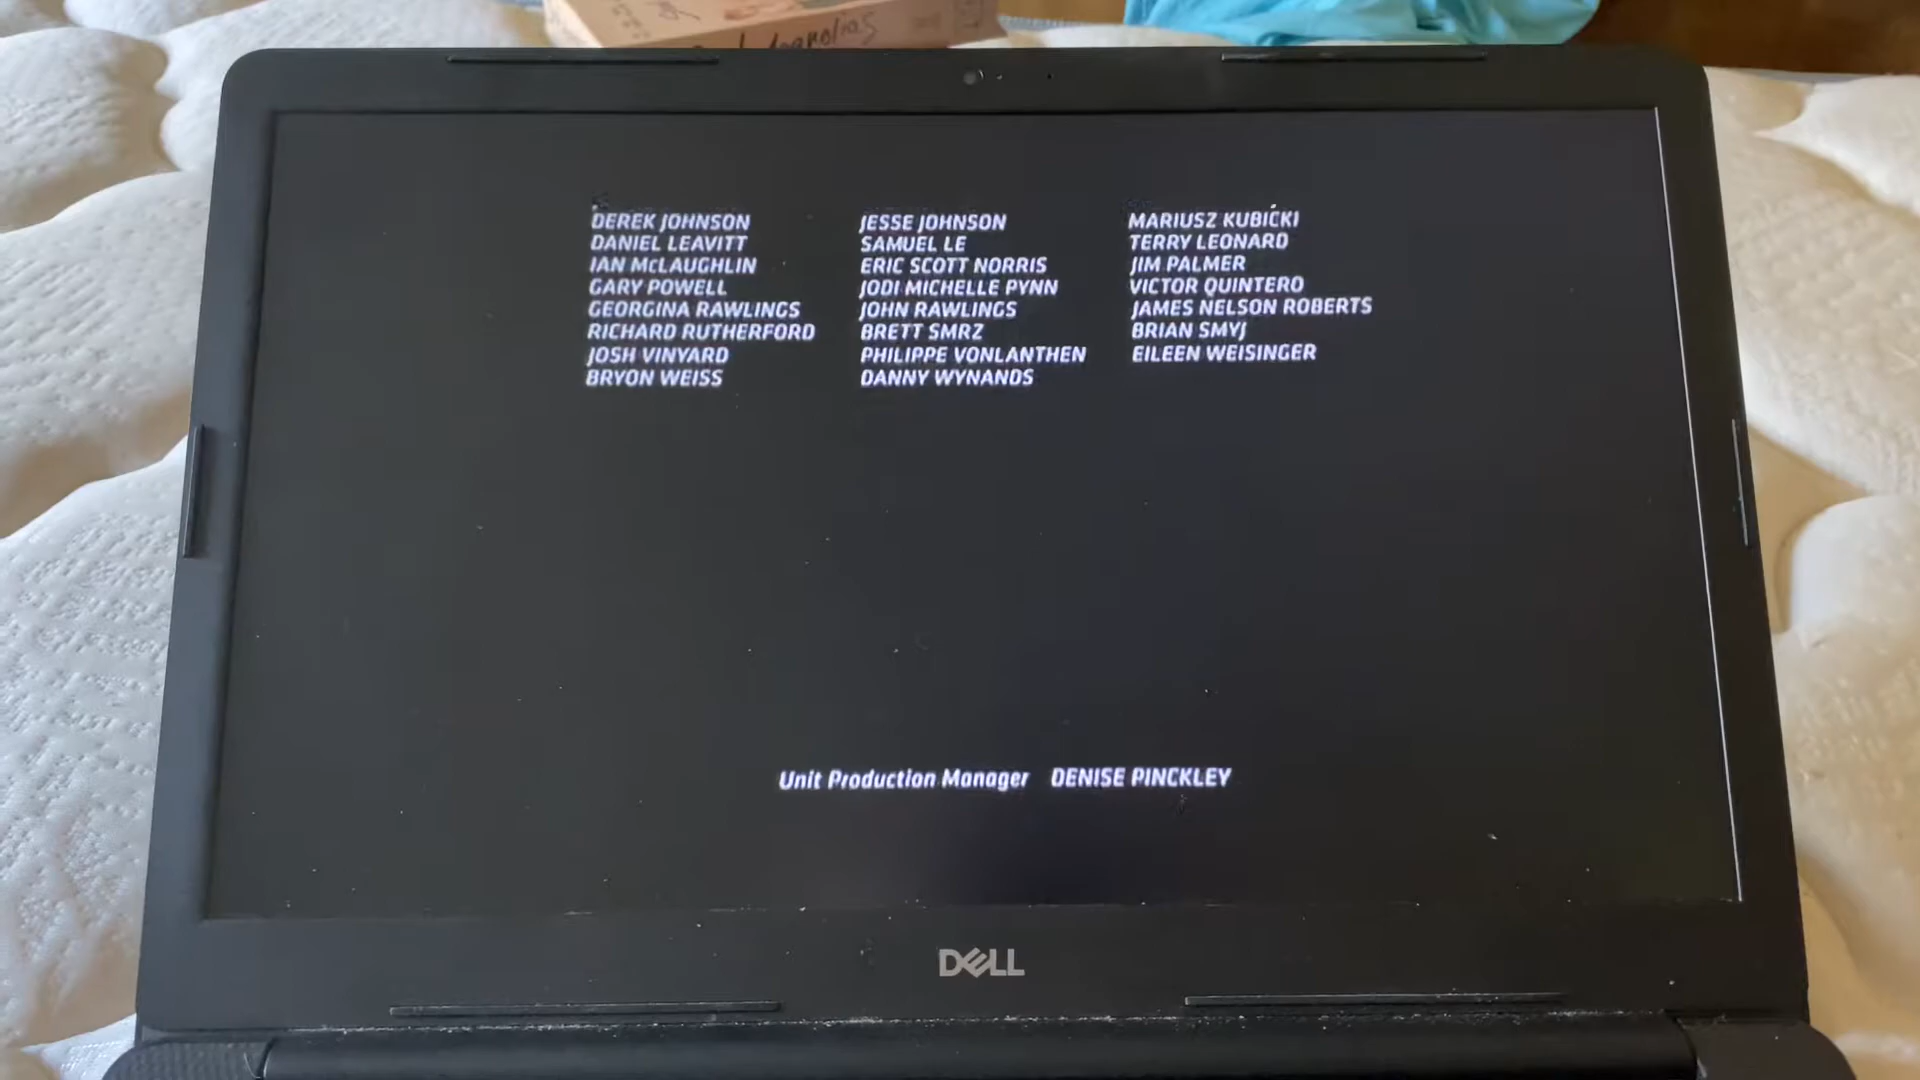 Magnolias
DEREK JOHNSON JESSE JOHNSON MARIUSZ KUBICKI
DANIEL LEAVITT SAMUEL LE TERRY LEONARD
IAN McLAUGHLIN ERIC SCOTT NORRIS JIM PALMER
GARY POWELL JODI MICHELLE PYNN VICTOR QUINTERO
GEORGINA RAWLINGS JOHN RAWLINGS JAMES NELSON ROBERTS
RICHARD RUTHERFORD BRETT SMRZ BRIAN SMYJ
JOSH VINYARD PHILIPPE VONLANTHEN EILEEN WEISINGER
BRYON WEISS DANNY WYNANDS
Unit Production Manager DENISE PINCKLEY
DELL